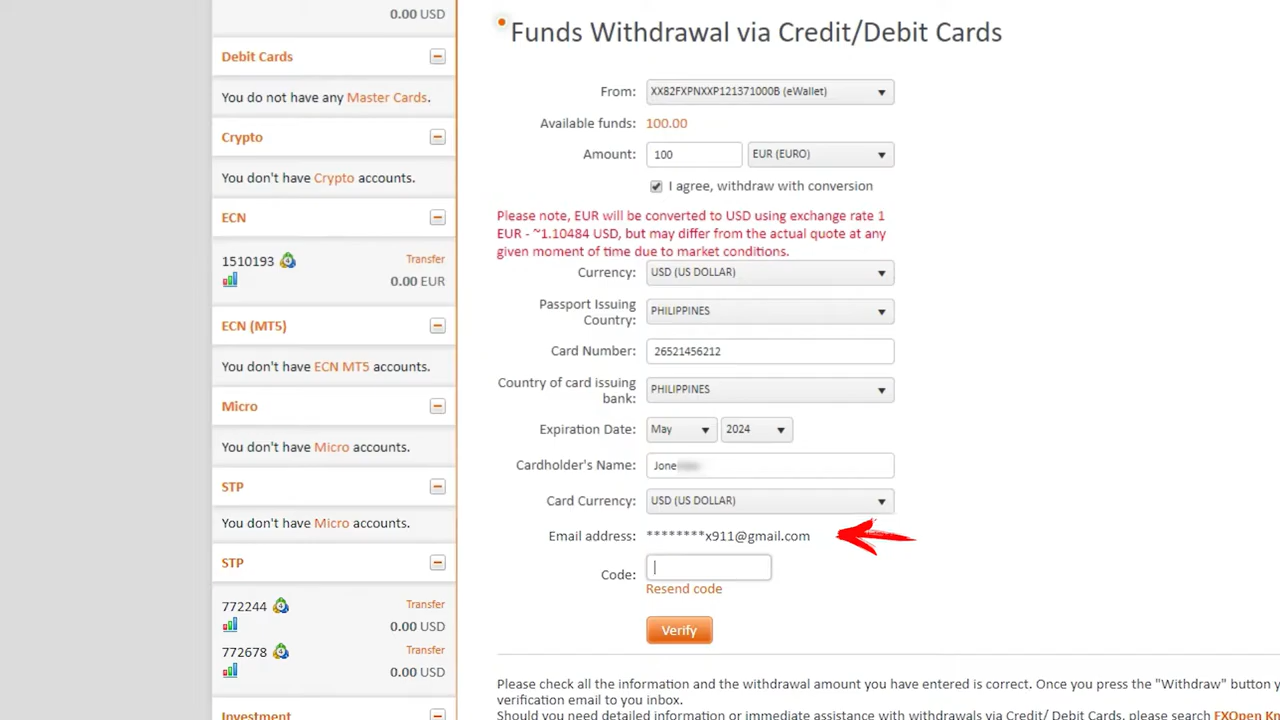 0.00 USD
Debit Cards
You do not have any Master Cards.
Crypto
You don't have Crypto accounts.
ECN
1510193 Transfer
0.00 EUR
ECN (MT5)
You don't have ECN MT5 accounts.
Micro
You don't have Micro accounts.
STP
You don't have Micro accounts.
STP
772244 Transfer
0.00 USD
772678 Transfer
0.00 USD
Investment
Funds Withdrawal via Credit/Debit Cards
From: XX82FXPNXXP121371000B (eWallet)
Available funds: 100.00
Amount: 100 EUR (EURO)
I agree, withdraw with conversion
Please note, EUR will be converted to USD using exchange rate 1
EUR - ~1.10484 USD, but may differ from the actual quote at any
given moment of time due to market conditions.
Currency: USD (US DOLLAR)
Passport Issuing
Country: PHILIPPINES
Card Number: 26521456212
Country of card issuing
bank: PHILIPPINES
Expiration Date: May 2024
Cardholder's Name: Jone
Card Currency: USD (US DOLLAR)
Email address: ********x911@gmail.com
Code:
Resend code
Verify
Please check all the information and the withdrawal amount you have entered is correct. Once you press the "Withdraw" button y
verification email to you inbox.
Should you need detailed information or immediate assistance with withdrawals via Credit/ Debit Cards, please search FXOpen Kn